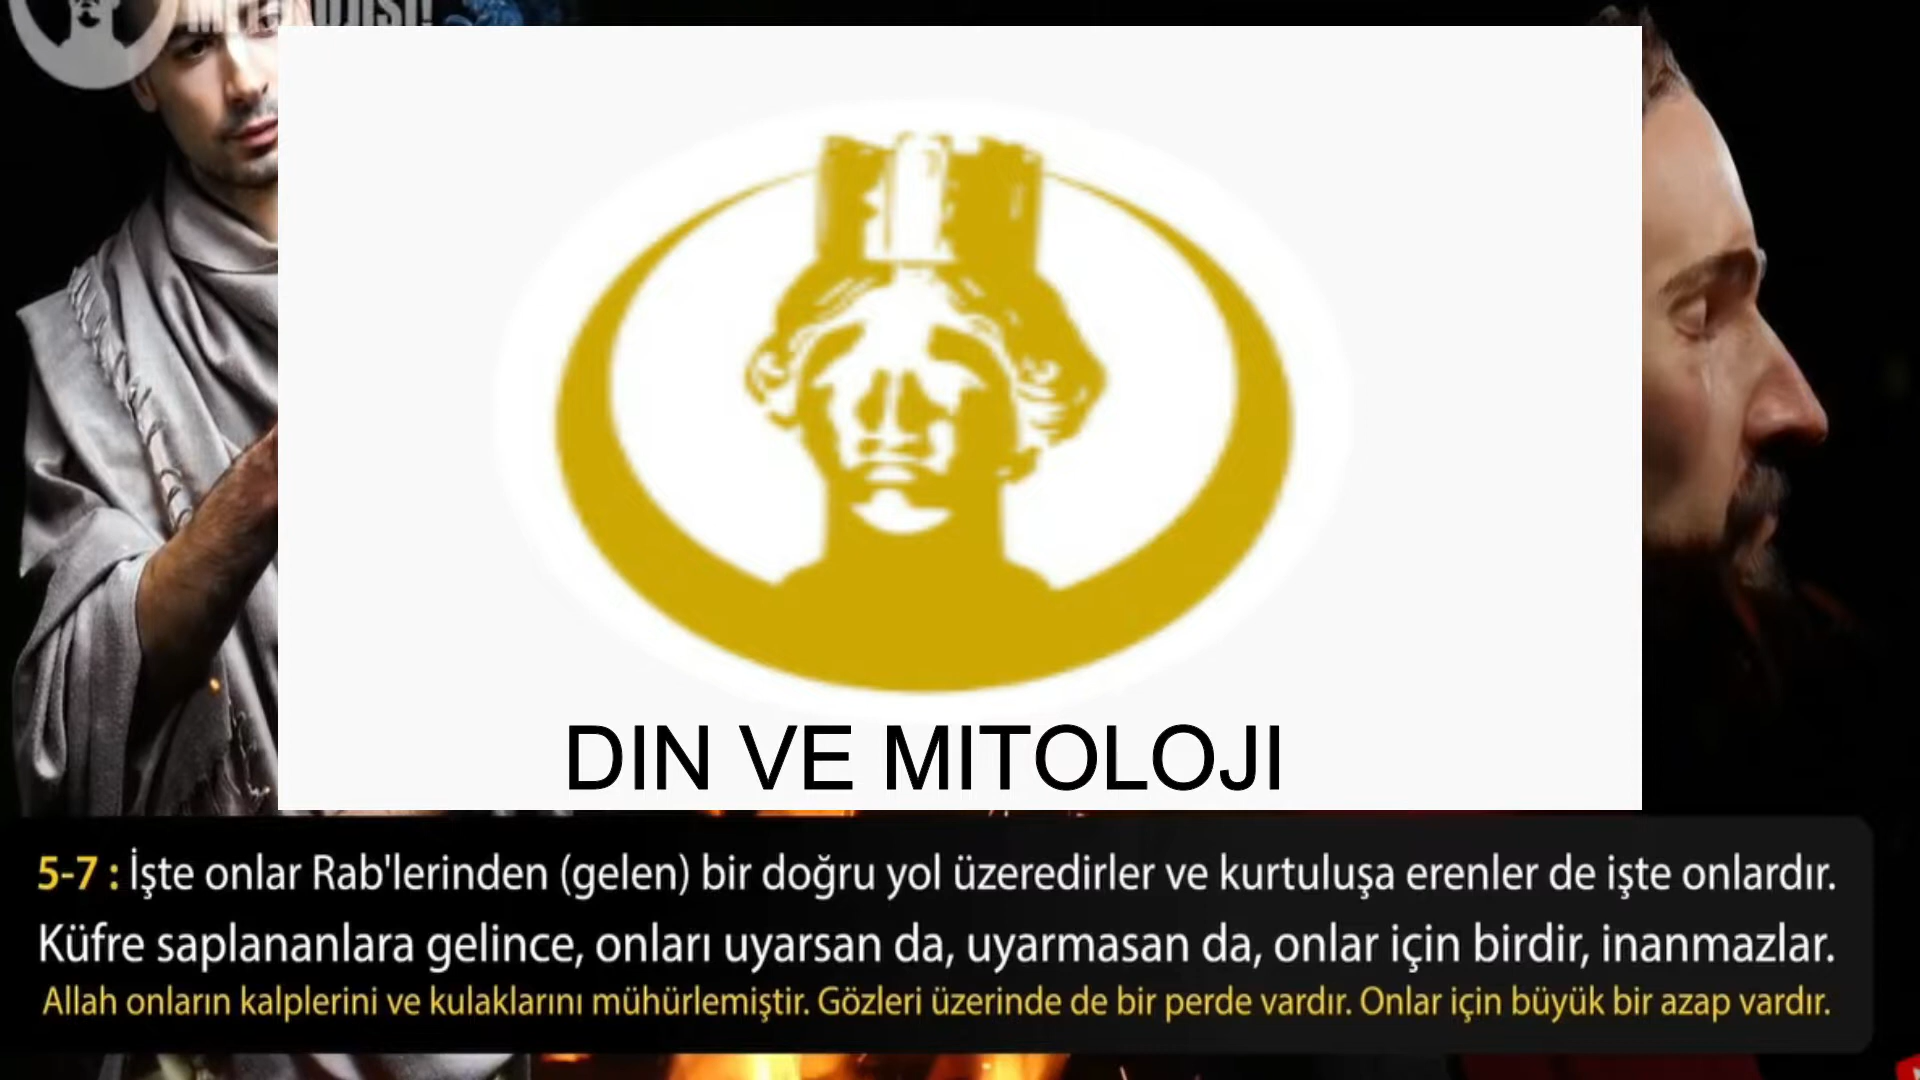 DIN VE MITOLOJI
5-7 : İşte onlar Rab'lerinden (gelen) bir doğru yol üzeredirler ve kurtuluşa erenler de işte onlardır.
Küfre saplananlara gelince, onları uyarsan da, uyarmasan da, onlar için birdir, inanmazlar.
Allah onların kalplerini ve kulaklarını mühürlemiştir. Gözleri üzerinde de bir perde vardır. Onlar için büyük bir azap vardır.